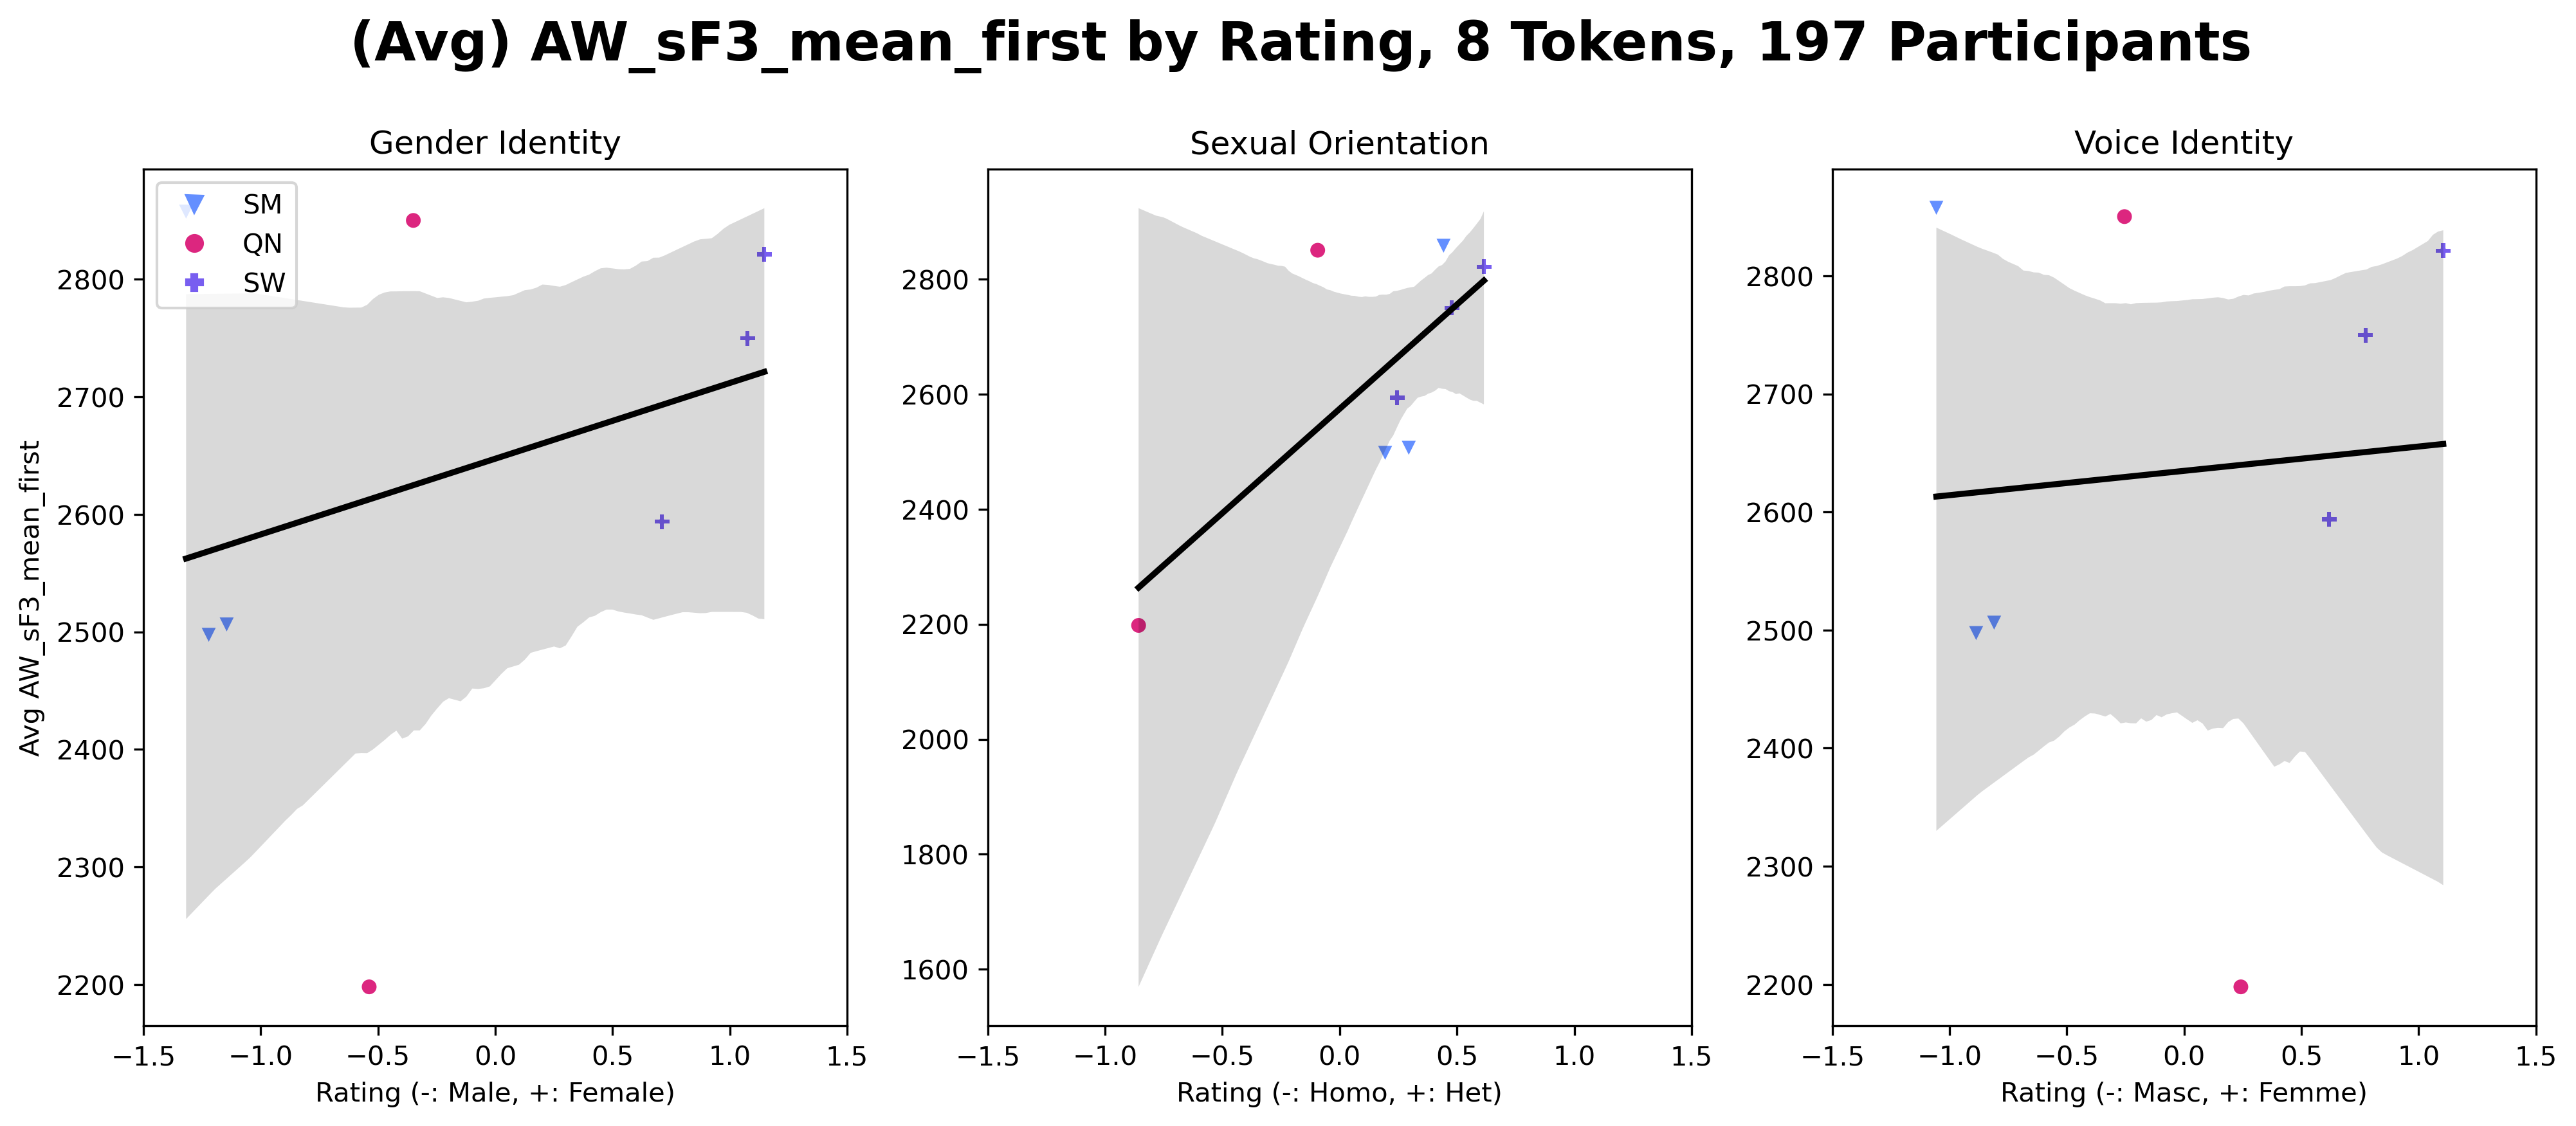 (Avg) AW_sF3_mean_first by Rating, 8 Tokens, 197 Participants
Gender Identity
Sexual Orientation
Voice Identity
SM
QN
SW
Avg AW_sF3_mean_first
2800
2700
2600
2500
2400
2300
2200
−1.5 −1.0 −0.5 0.0 0.5 1.0 1.5
Rating (-: Male, +: Female)
2800
2600
2400
2200
2000
1800
1600
−1.5 −1.0 −0.5 0.0 0.5 1.0 1.5
Rating (-: Homo, +: Het)
2800
2700
2600
2500
2400
2300
2200
−1.5 −1.0 −0.5 0.0 0.5 1.0 1.5
Rating (-: Masc, +: Femme)